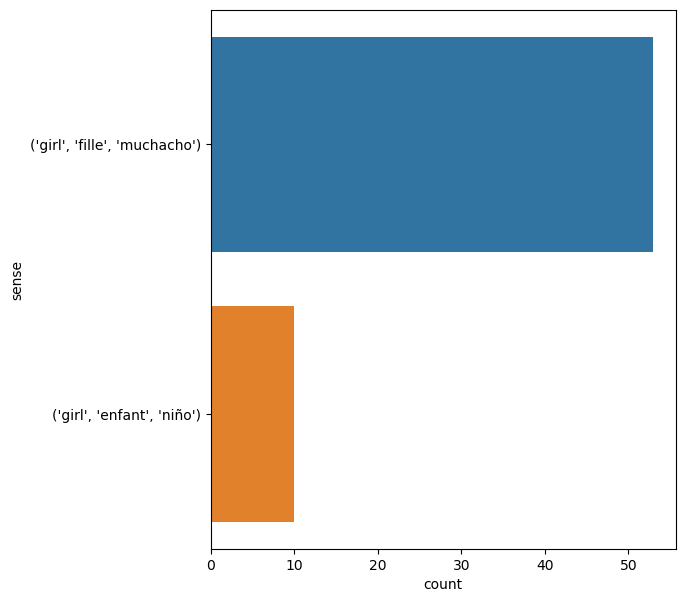 ('girl', 'fille', 'muchacho')
('girl', 'enfant', 'niño')
sense
0 10 20 30 40 50
count